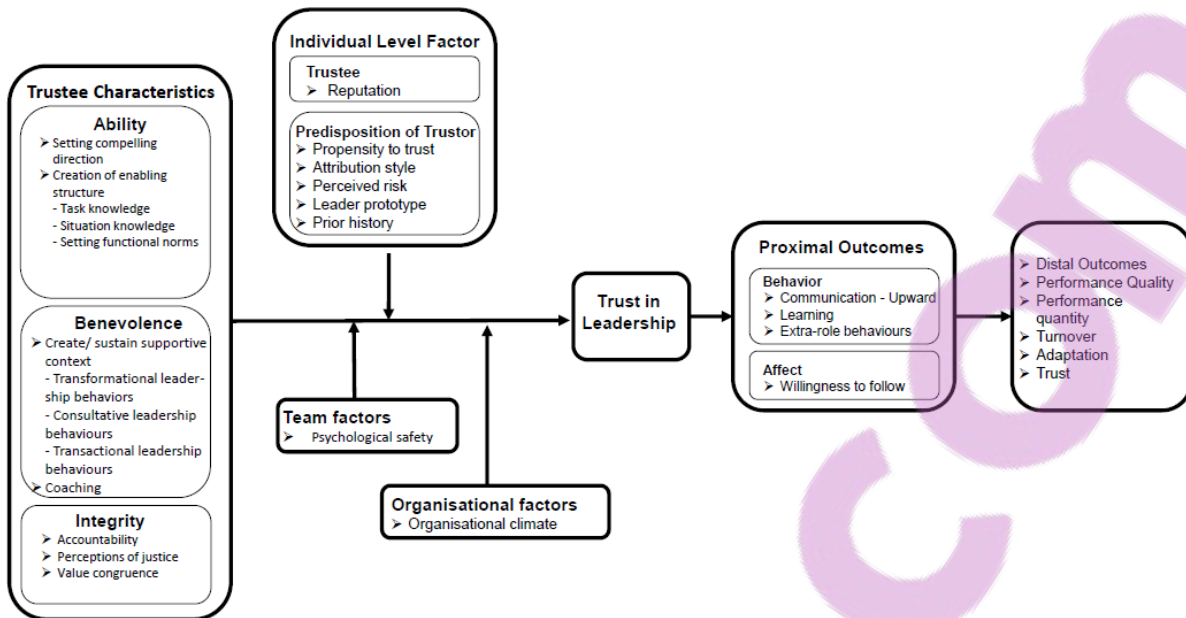 Trustee Characteristics
Ability
➢ Setting compelling
direction
➢ Creation of enabling
structure
- Task knowledge
- Situation knowledge
- Setting functional norms
Benevolence
➢ Create/ sustain supportive
context
- Transformational leader-
ship behaviors
- Consultative leadership
behaviours
- Transactional leadership
behaviours
➢ Coaching
Integrity
➢ Accountability
➢ Perceptions of justice
➢ Value congruence
Individual Level Factor
Trustee
➢ Reputation
Predisposition of Trustor
➢ Propensity to trust
➢ Attribution style
➢ Perceived risk
➢ Leader prototype
➢ Prior history
Team factors
➢ Psychological safety
Organisational factors
➢ Organisational climate
Trust in
Leadership
Proximal Outcomes
Behavior
➢ Communication - Upward
➢ Learning
➢ Extra-role behaviours
Affect
➢ Willingness to follow
➢ Distal Outcomes
➢ Performance Quality
➢ Performance
quantity
➢ Turnover
➢ Adaptation
➢ Trust
com